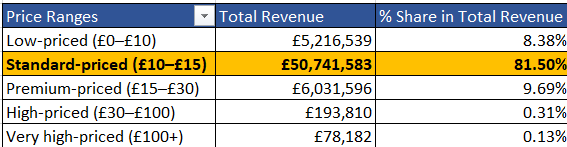 Price Ranges Total Revenue % Share in Total Revenue
Low-priced (£0–£10) £5,216,539 8.38%
Standard-priced (£10–£15) £50,741,583 81.50%
Premium-priced (£15–£30) £6,031,596 9.69%
High-priced (£30–£100) £193,810 0.31%
Very high-priced (£100+) £78,182 0.13%